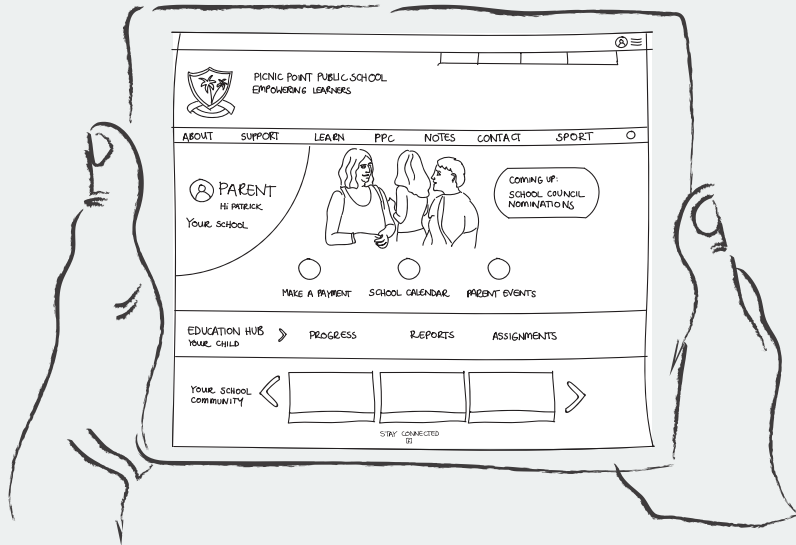 PICNIC POINT PUBLIC SCHOOL
EMPOWERING LEARNERS
ABOUT SUPPORT LEARN PPC NOTES CONTACT SPORT
PARENT
Hi PATRICK
YOUR SCHOOL
COMING UP:
SCHOOL COUNCIL
NOMINATIONS
MAKE A PAYMENT SCHOOL CALENDAR PARENT EVENTS
EDUCATION HUB
YOUR CHILD
PROGRESS REPORTS ASSIGNMENTS
YOUR SCHOOL
COMMUNITY
STAY CONNECTED